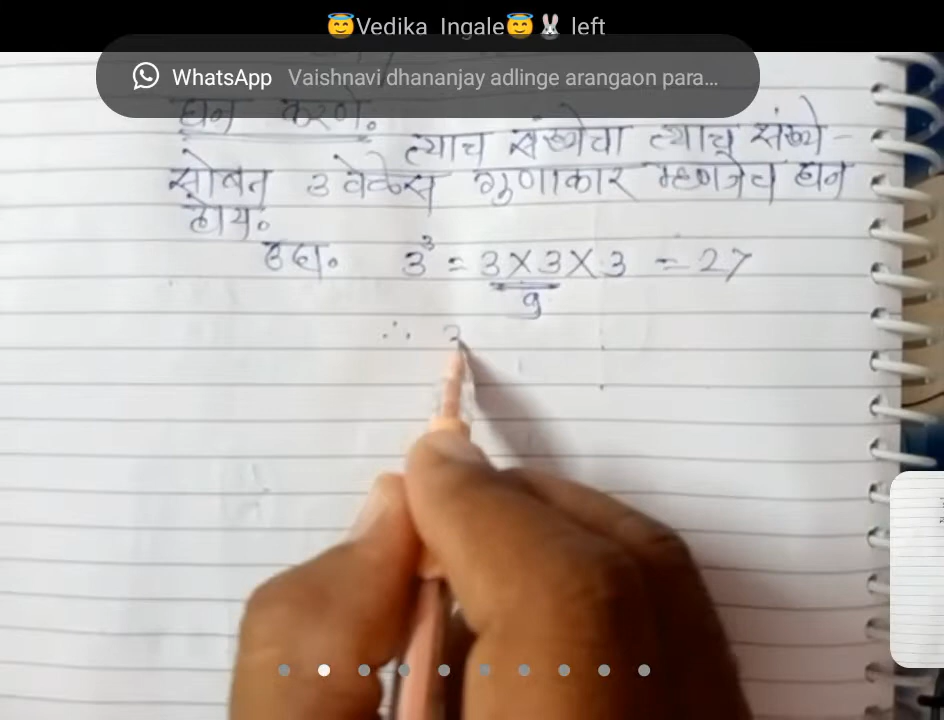 😇Vedika Ingale😇🐰 left
WhatsApp Vaishnavi dhananjay adlinge arangaon para...
घन करणे.
त्याच संख्येचा त्याच संख्ये-
सोबत 3 वेळेस गुणाकार म्हणजेच घन
होय.
उदा. 3³ = 3 X 3 X 3 = 27
9
∴ 3